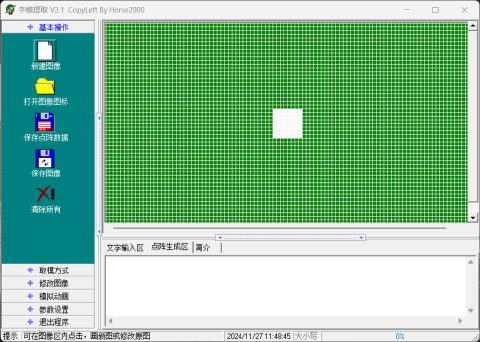 字模提取 V2.1 CopyLeft By Horse2000
基本操作
新建图像
打开图像图标
保存点阵数据
保存图像
清除所有
取模方式
修改图像
模拟动画
参数设置
退出程序
文字输入区 点阵生成区 简介
提示 可在图像区内点击，画新图或修改原图 2024/11/27 11:48:45 大小写 0%